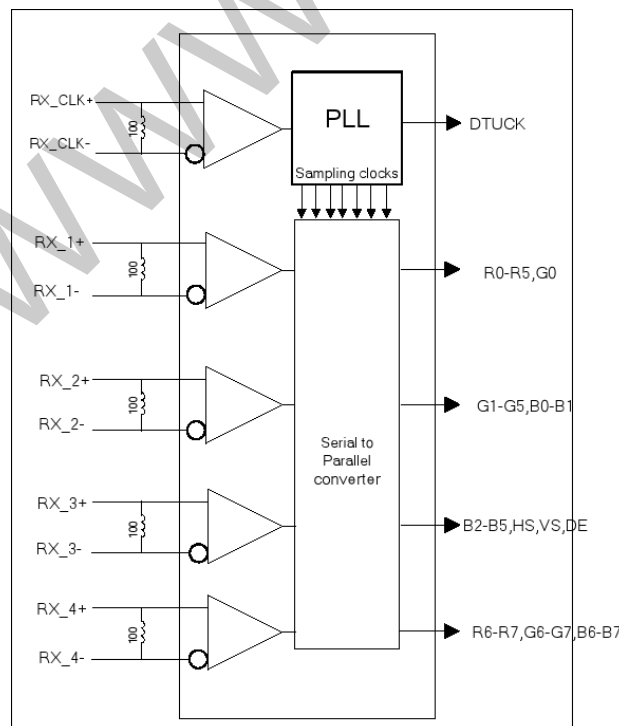 WWW
RX_CLK+
100
RX_CLK-
PLL
Sampling clocks
DTUCK
RX_1+
100
RX_1-
R0-R5,G0
RX_2+
100
RX_2-
G1-G5,B0-B1
Serial to
Parallel
converter
RX_3+
100
RX_3-
B2-B5,HS,VS,DE
RX_4+
100
RX_4-
R6-R7,G6-G7,B6-B7